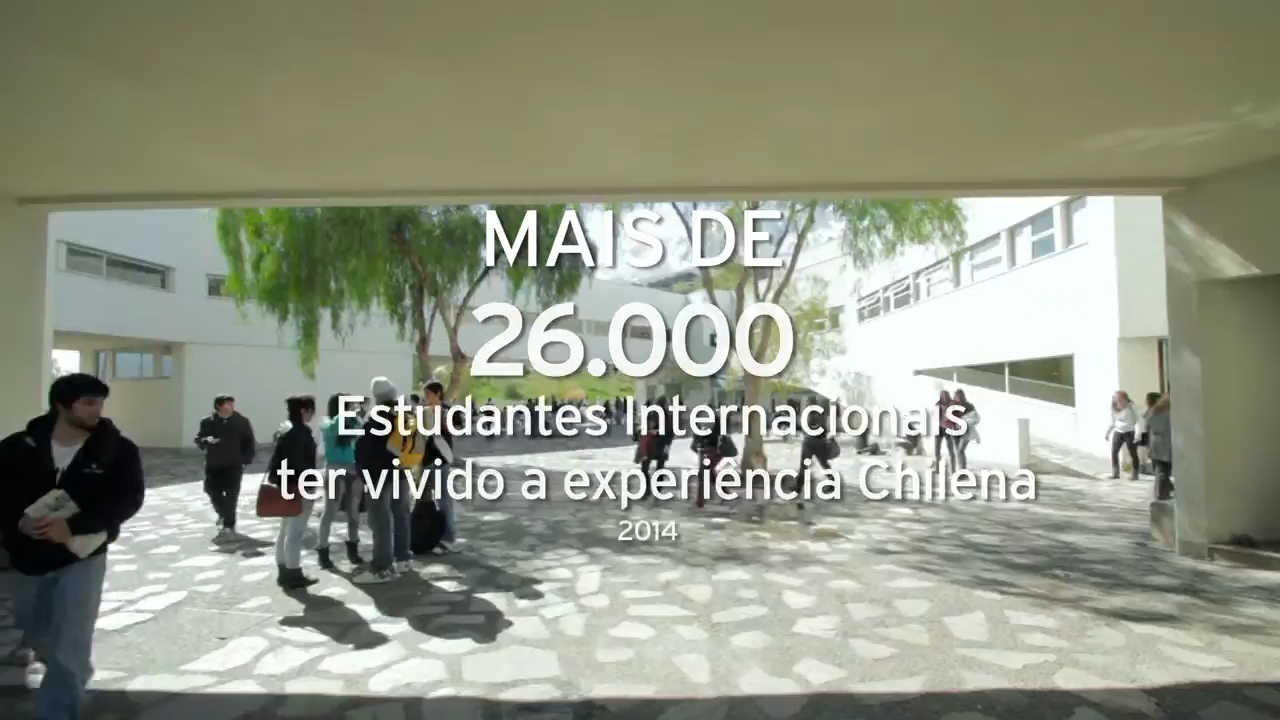 MAIS DE
26.000
Estudantes Internacionais
ter vivido a experiência Chilena
2014